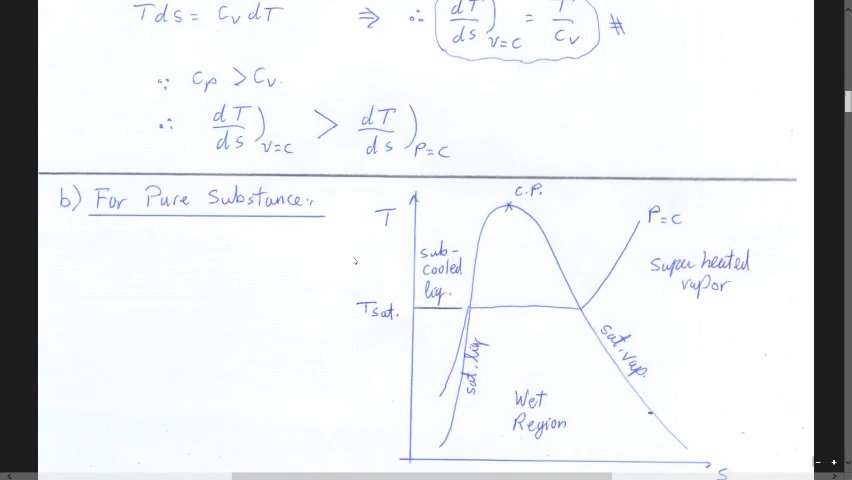 Tds = Cv dT ⇒ ∴ dT/ds)v=c = T/Cv #
∵ Cp > Cv.
∴ dT/ds)v=c > dT/ds)P=c
b) For Pure Substance:
C.P.
T
P=c
sub-
cooled
liq.
Super heated
vapor
Tsat.
sat. liq
sat. vap.
Wet
Region
s
- +